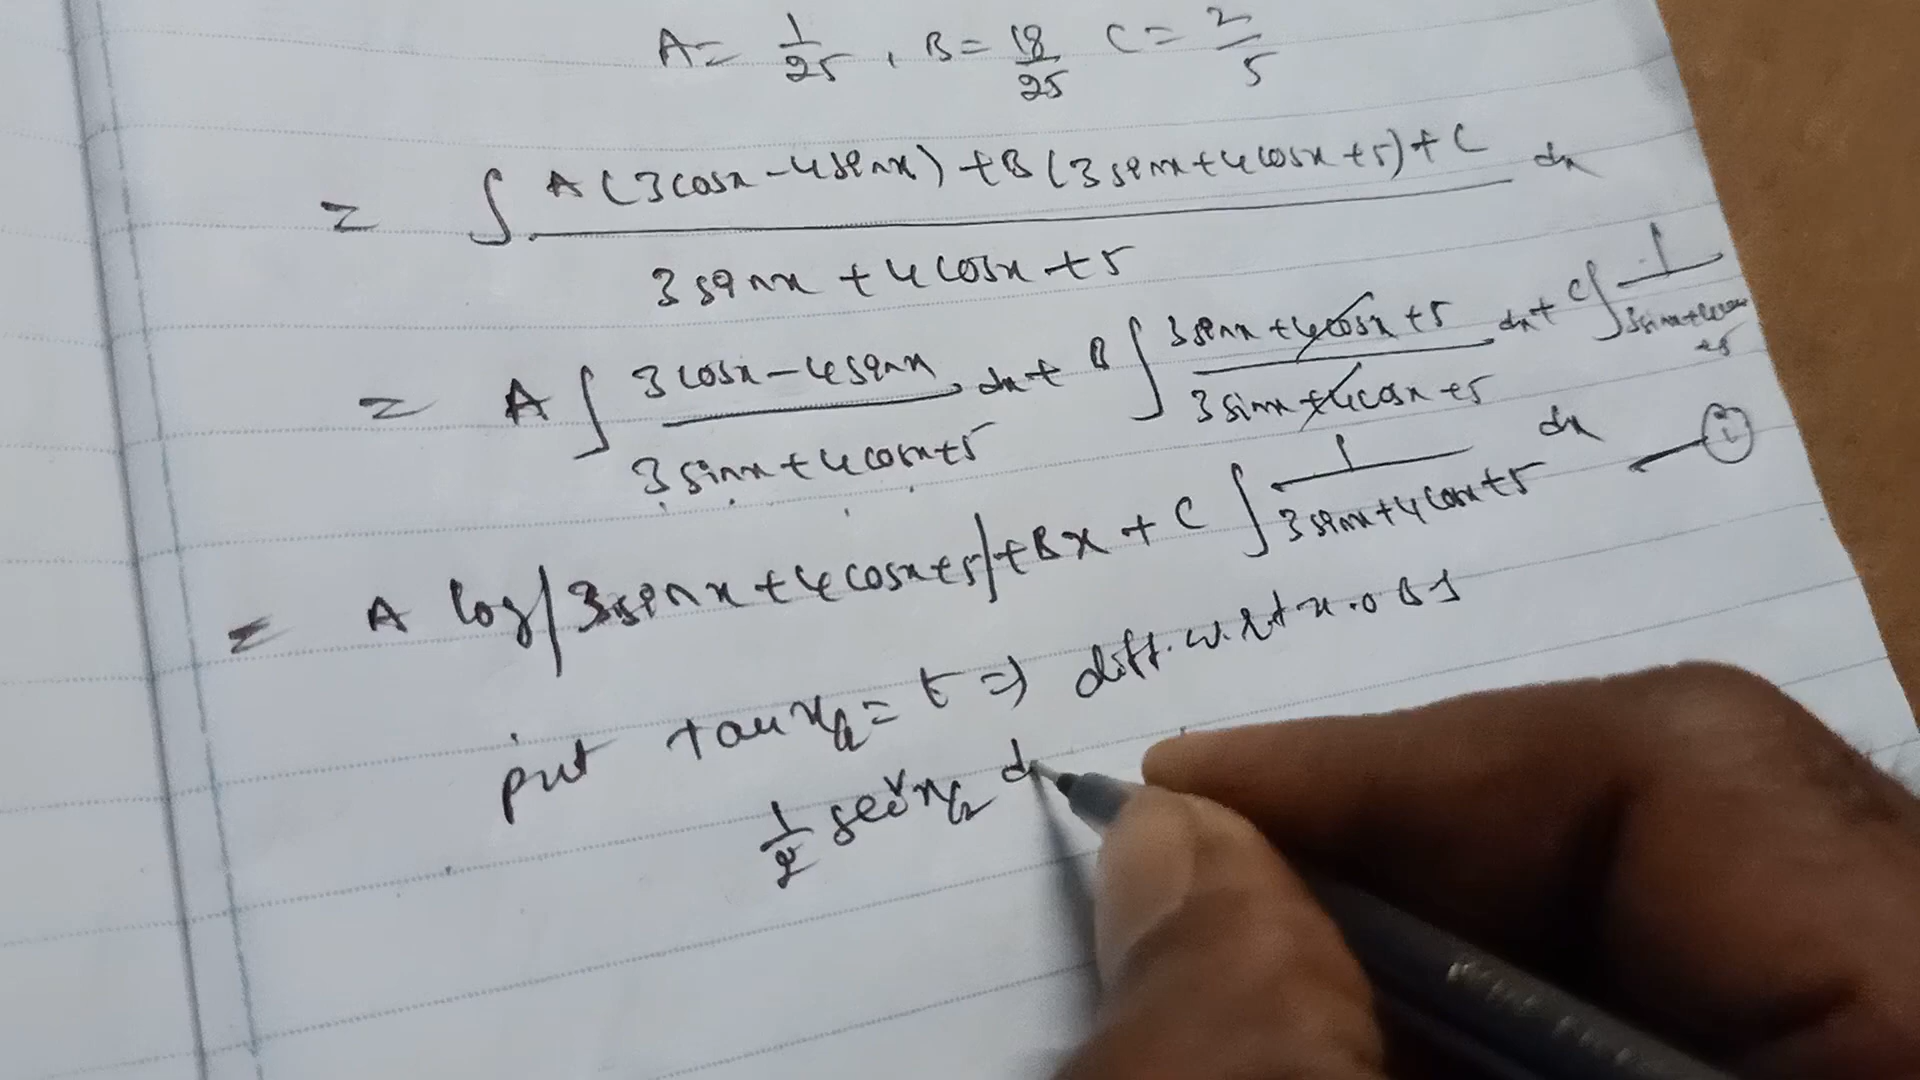 A = 1/25, B = 18/25 C = 2/5
= ∫ A(3cosx - 4sinx) + B(3sinx + 4cosx + 5) + C / 3sinx + 4cosx + 5 dx
= A ∫ 3cosx - 4sinx / 3sinx + 4cosx + 5 dx + B ∫ 3sinx + 4cosx + 5 / 3sinx + 4cosx + 5 dx + C ∫ 1 / 3sinx + 4cosx + 5
= A log|3sinx + 4cosx + 5| + Bx + C ∫ 1 / 3sinx + 4cosx + 5 dx
put tan x/2 = t ⇒ diff. w.r.t x. o B s
1/2 sec² x/2 d